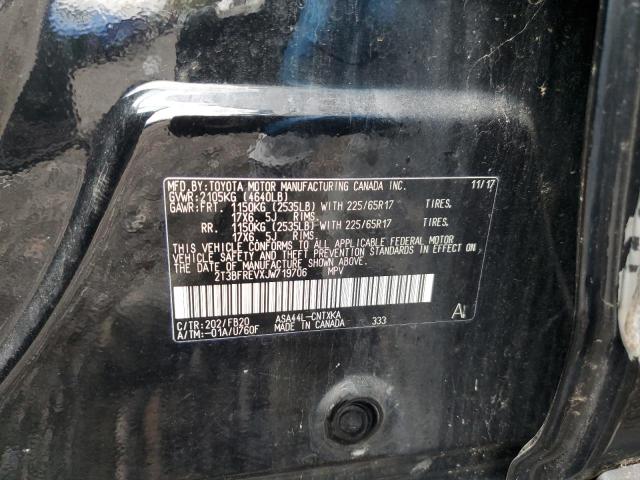 MFD.BY:TOYOTA MOTOR MANUFACTURING CANADA INC. 11/17
GVWR:2105KG (4640LB)
GAWR:FRT. 1150KG (2535LB) WITH 225/65R17 TIRES,
17X6.5J RIMS.
RR. 1150KG (2535LB) WITH 225/65R17 TIRES,
17X6.5J RIMS.
THIS VEHICLE CONFORMS TO ALL APPLICABLE FEDERAL MOTOR
VEHICLE SAFETY AND THEFT PREVENTION STANDARDS IN EFFECT ON
THE DATE OF MANUFACTURE SHOWN ABOVE.
2T3BFREVXJW719706 MPV
C/TR:202/FB20 ASA44L-CNTXKA
A/TM:-01A/U760F MADE IN CANADA 333 A